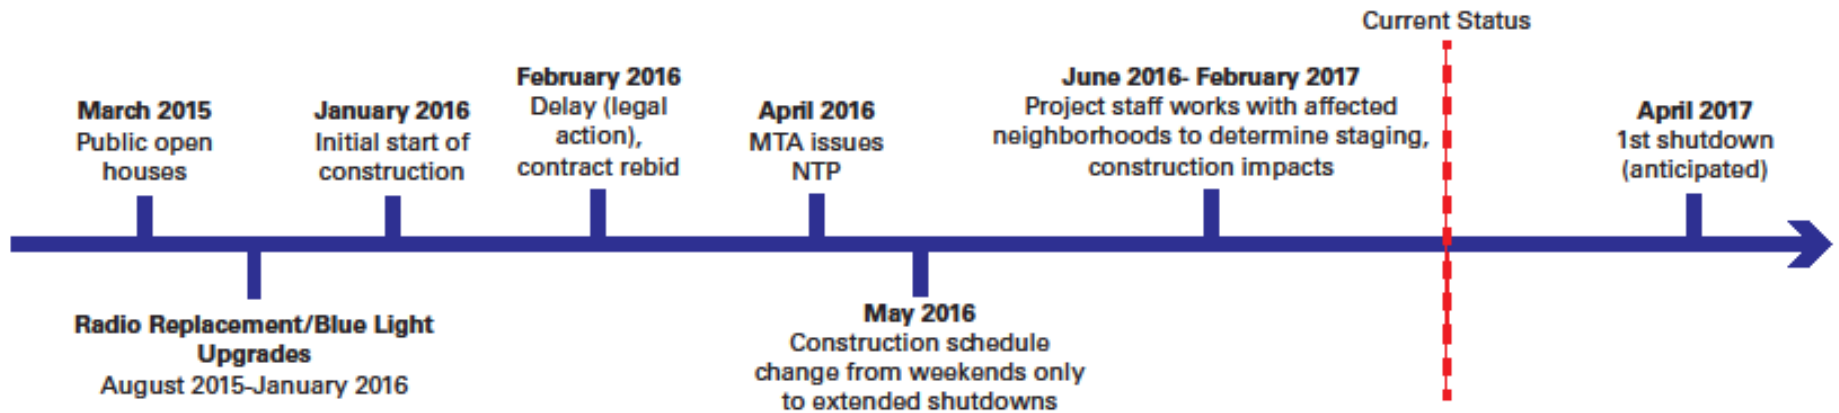 Current Status
March 2015
Public open
houses
January 2016
Initial start of
construction
February 2016
Delay (legal
action),
contract rebid
April 2016
MTA issues
NTP
June 2016- February 2017
Project staff works with affected
neighborhoods to determine staging,
construction impacts
April 2017
1st shutdown
(anticipated)
Radio Replacement/Blue Light
Upgrades
August 2015-January 2016
May 2016
Construction schedule
change from weekends only
to extended shutdowns